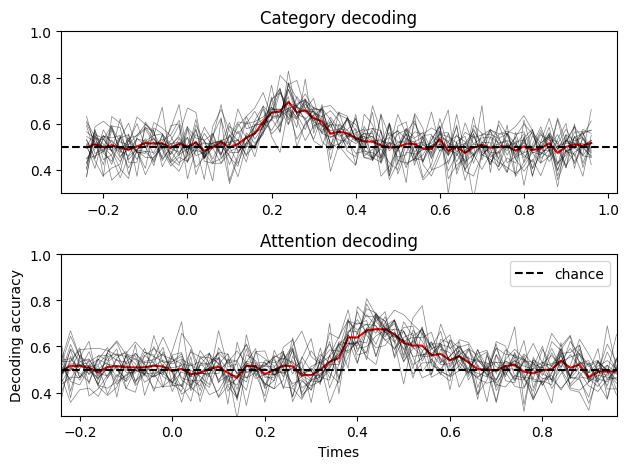 Category decoding
1.0
0.8
0.6
0.4
−0.2 0.0 0.2 0.4 0.6 0.8 1.0
Attention decoding
Decoding accuracy
1.0
0.8
0.6
0.4
chance
−0.2 0.0 0.2 0.4 0.6 0.8
Times